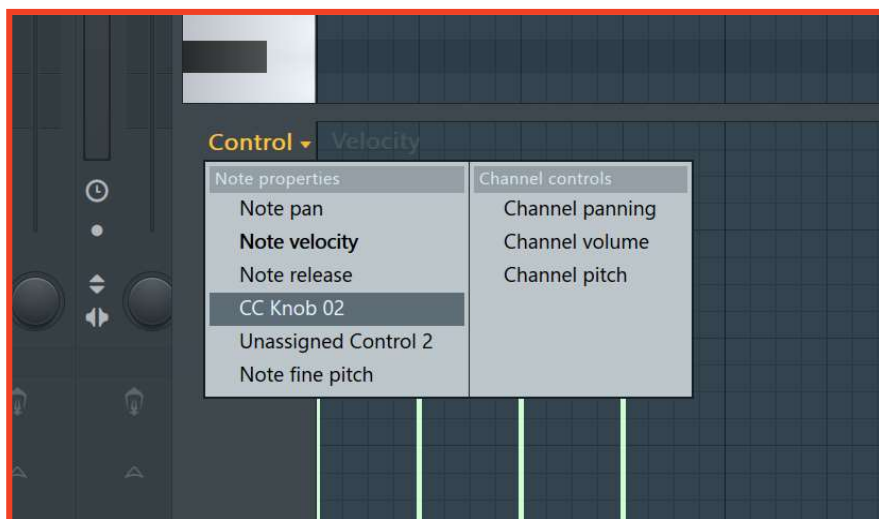 Control
Velocity
Note properties
Note pan
Note velocity
Note release
CC Knob 02
Unassigned Control 2
Note fine pitch
Channel controls
Channel panning
Channel volume
Channel pitch